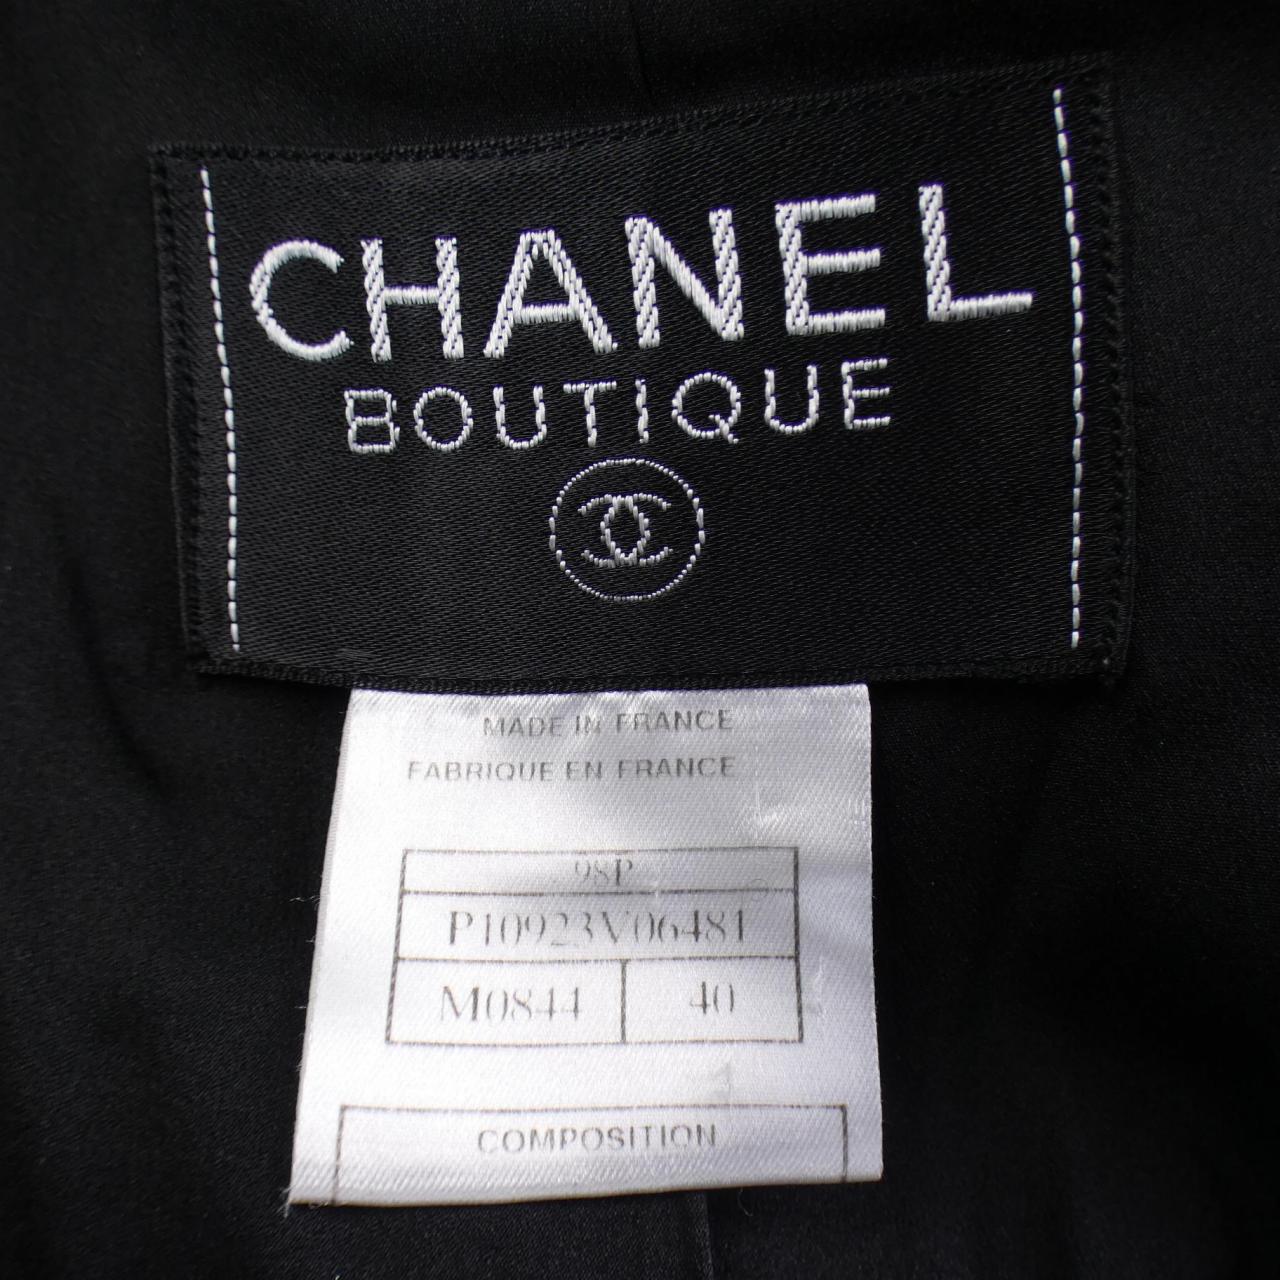 CHANEL
BOUTIQUE
MADE IN FRANCE
FABRIQUE EN FRANCE
98P
P10923V06481
M0844 40
COMPOSITION